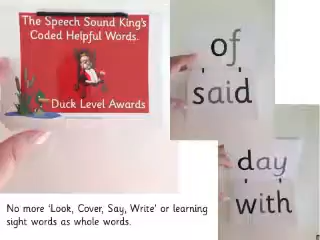 The Speech Sound King's
Coded Helpful Words.
Duck Level Awards
of
said
day
with
No more 'Look, Cover, Say, Write' or learning
sight words as whole words.